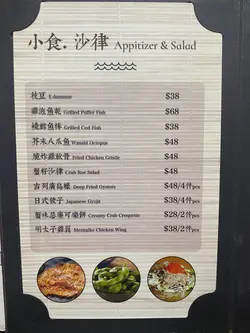 小食. 沙律 Appitizer & Salad
枝豆 Edamame $38
雞泡魚乾 Grilled Puffer Fish $68
燒鱈魚棒 Grilled Cod Fish $38
芥末八爪魚 Wasabi Octopus $48
脆炸雞軟骨 Fried Chicken Gristle $48
蟹籽沙律 Crab Roe Salad $48
吉列廣島蠔 Deep Fried Oysters $48/4件pcs
日式餃子 Japanese Gyoza $38/4件pcs
蟹味忌廉可樂餅 Creamy Crab Croquette $28/2件pcs
明太子雞翼 Mentaiko Chicken Wing $38/2件pcs